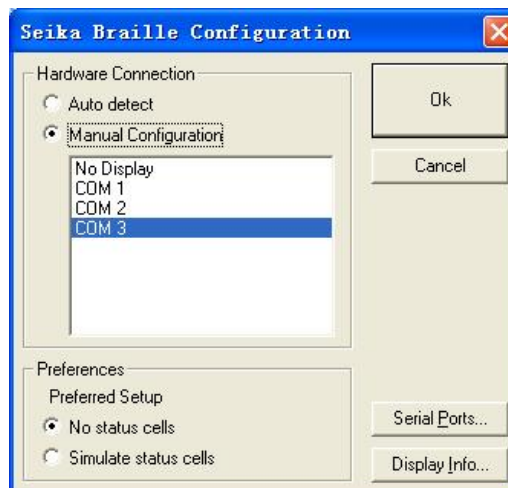 Seika Braille Configuration
Hardware Connection
Auto detect
Manual Configuration
No Display
COM 1
COM 2
COM 3
Ok
Cancel
Preferences
Preferred Setup
No status cells
Simulate status cells
Serial Ports...
Display Info...